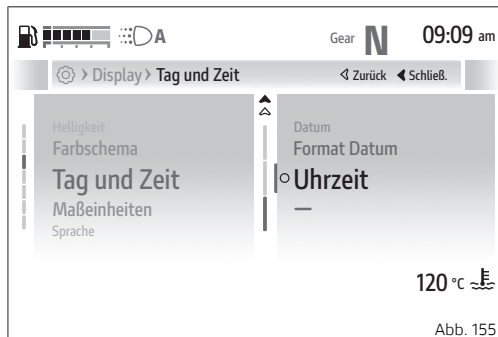 A Gear N 09:09 am
Display Tag und Zeit Zurück Schließ.
Helligkeit
Farbschema
Tag und Zeit
Maßeinheiten
Sprache
Datum
Format Datum
Uhrzeit
—
120 °C
Abb. 155